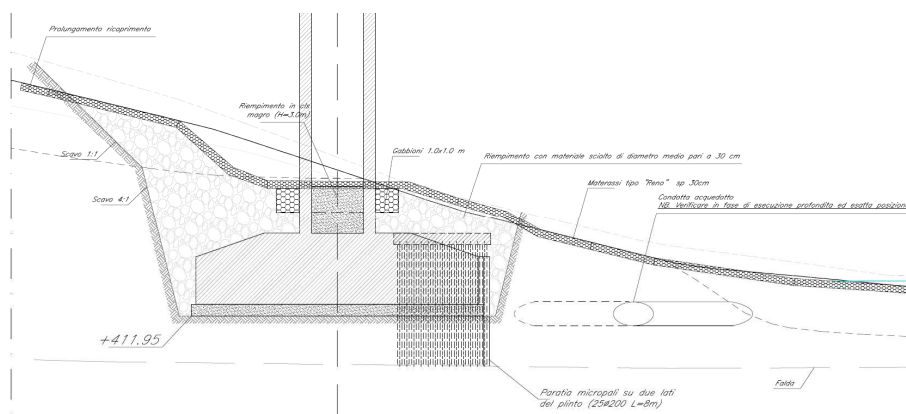 Prolungamento ricoprimento
Riempimento in cls
magro (H=3.0m)
Gabbioni 1.0x1.0 m
Riempimento con materiale sciolto di diametro medio pari a 30 cm
Scavo 1:1
Materassi tipo "Reno" sp 30cm
Scavo 4:1
Condotta acquedotto
NB. Verificare in fase di esecuzione profondita ed esatta posizion
+411.95
Falda
Paratia micropali su due lati
del plinto (25ø200 L=8m)